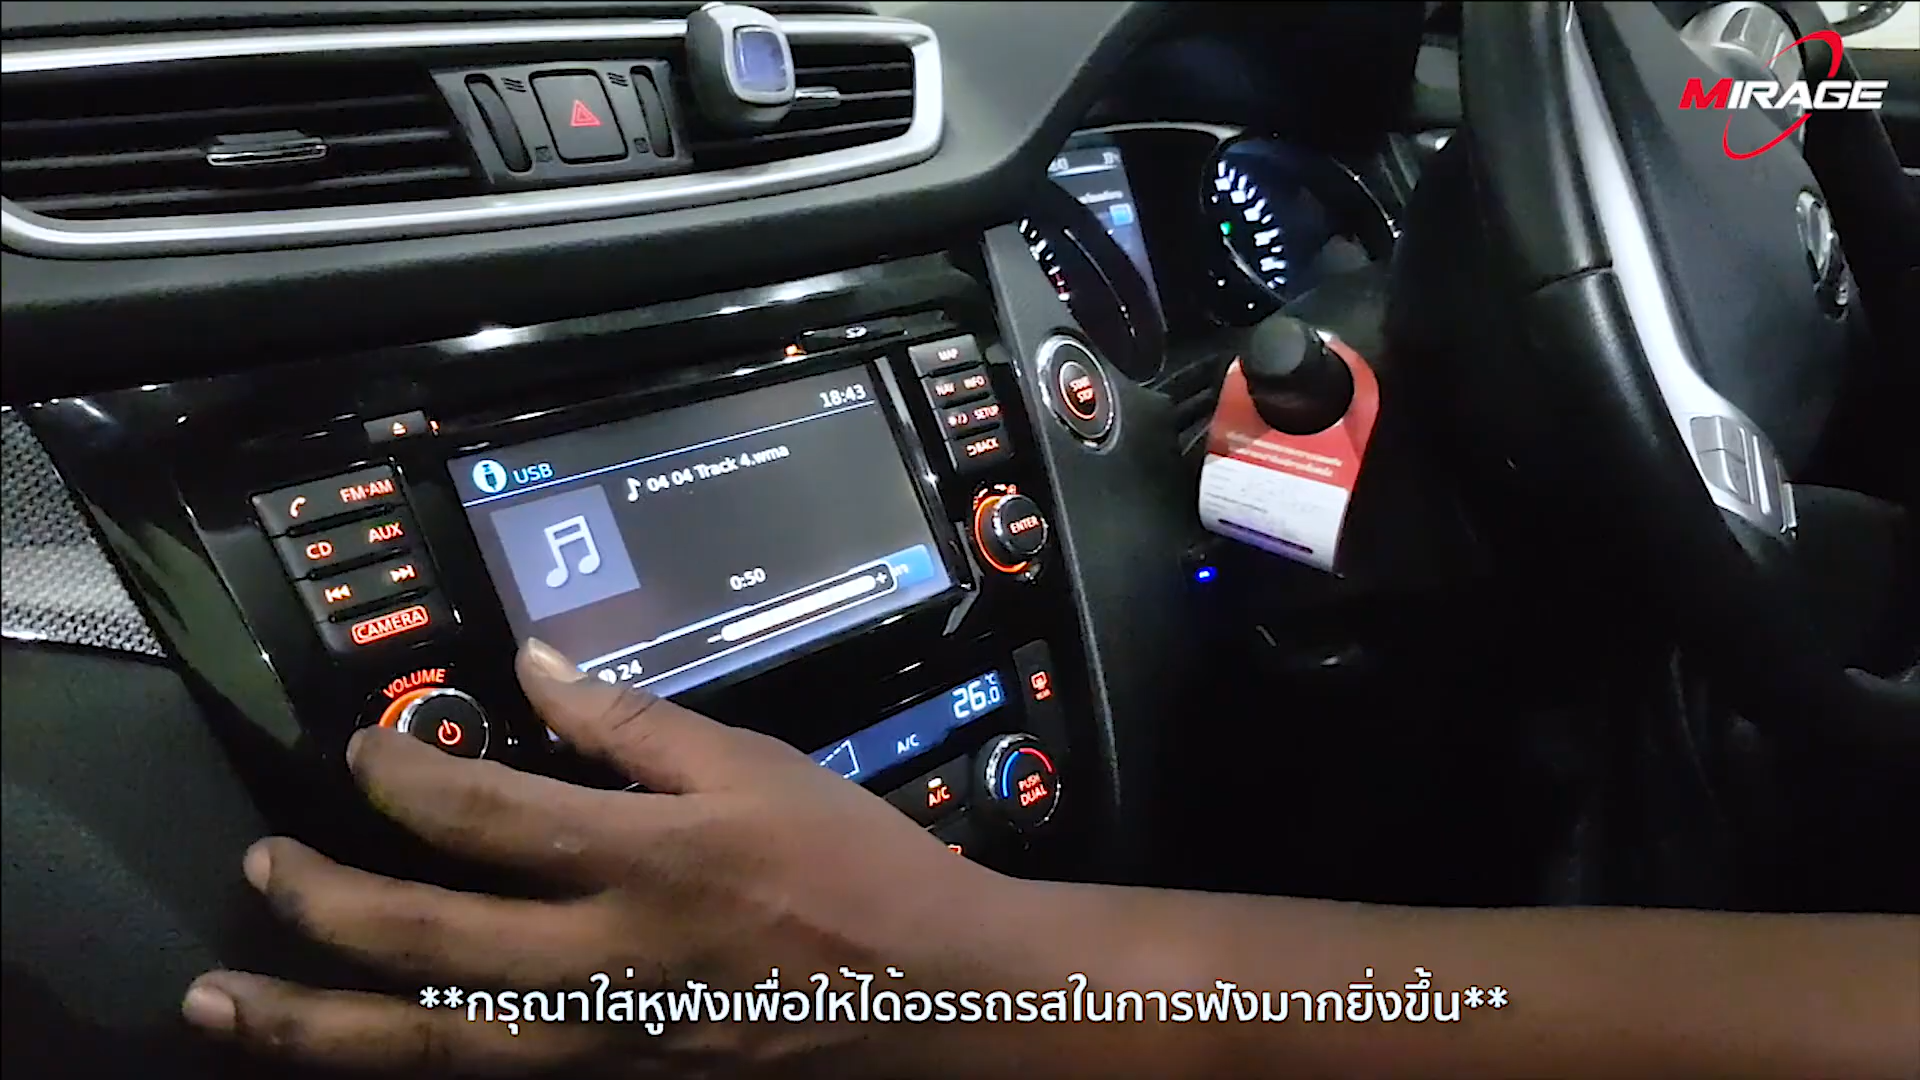 MIRAGE
MAP
NAV INFO
SETUP
BACK
START
STOP
18:43
USB
04 04 Track 4.wma
0:50
24
FM·AM
CD AUX
CAMERA
VOLUME
ENTER
26.0
°C
A/C
A/C
PUSH
DUAL
**กรุณาใส่หูฟังเพื่อให้ได้อรรถรสในการฟังมากยิ่งขึ้น**